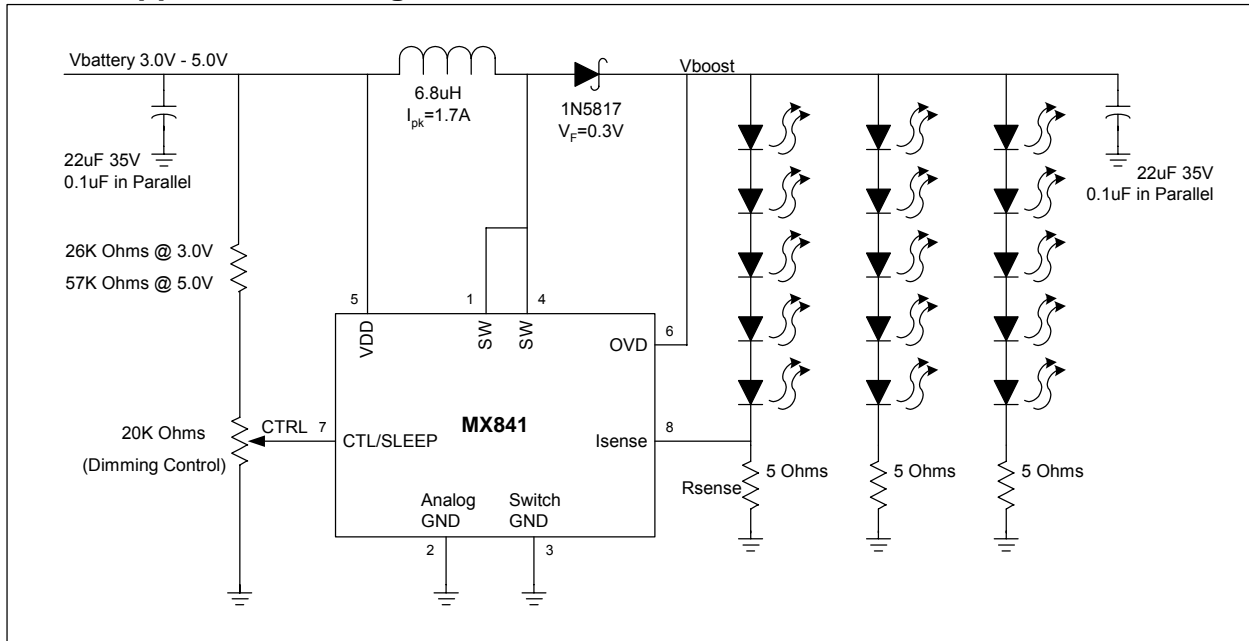 Vbattery 3.0V - 5.0V
6.8uH
Ipk=1.7A
1N5817
VF=0.3V
Vboost
22uF 35V
0.1uF in Parallel
22uF 35V
0.1uF in Parallel
26K Ohms @ 3.0V
57K Ohms @ 5.0V
5
1
4
VDD
SW
SW
OVD
6
20K Ohms
(Dimming Control)
CTRL
7
CTL/SLEEP
MX841
Isense
8
Rsense
5 Ohms
5 Ohms
5 Ohms
Analog
GND
Switch
GND
2
3